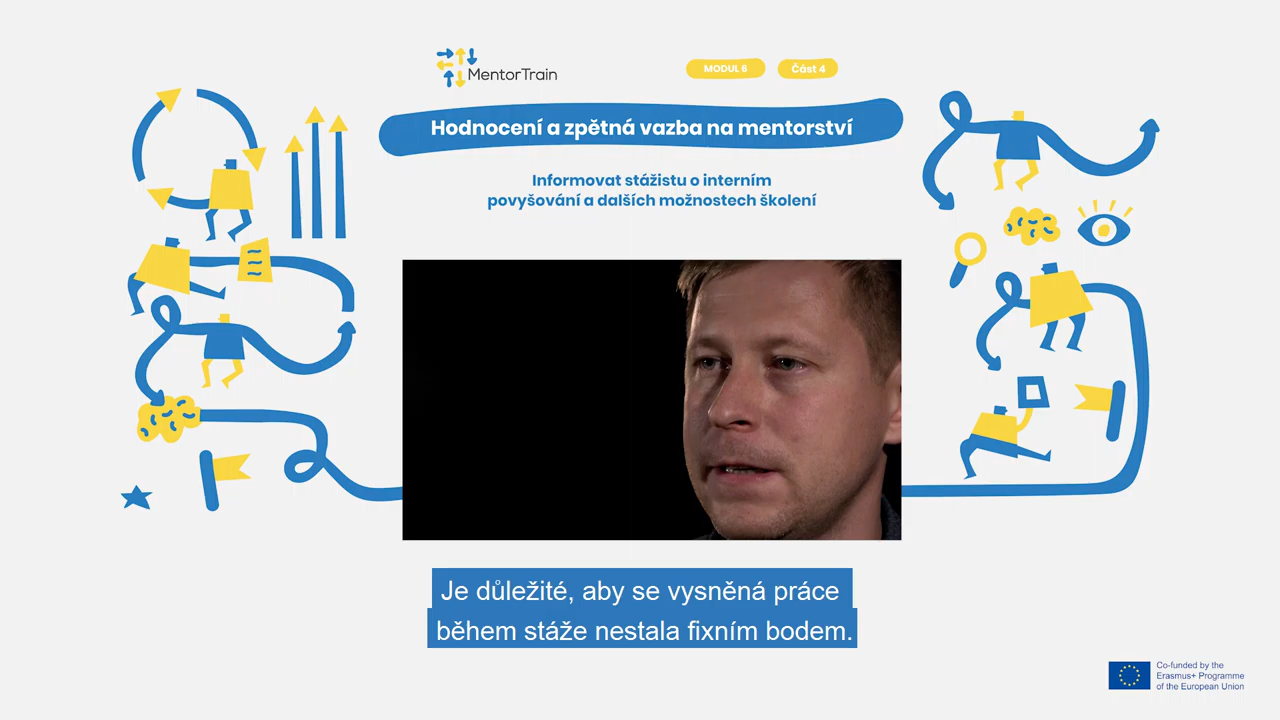 MentorTrain
MODUL 6
Část 4
Hodnocení a zpětná vazba na mentorství
Informovat stážistu o interním
povyšování a dalších možnostech školení
Je důležité, aby se vysněná práce
během stáže nestala fixním bodem.
Co-funded by the
Erasmus+ Programme
of the European Union